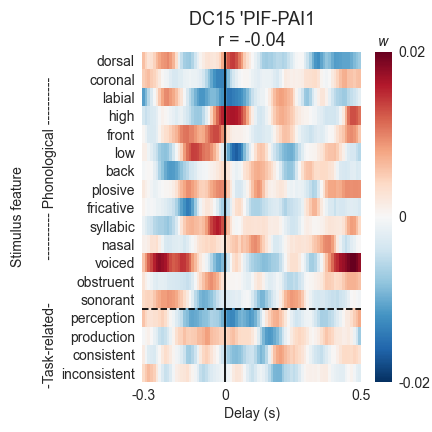 DC15 'PIF-PAI1
r = -0.04
w
dorsal
coronal
labial
high
front
low
back
plosive
fricative
syllabic
nasal
voiced
obstruent
sonorant
perception
production
consistent
inconsistent
Stimulus feature
-Task-related- ---------- Phonological ----------
0.02
0
-0.02
-0.3 0 0.5
Delay (s)